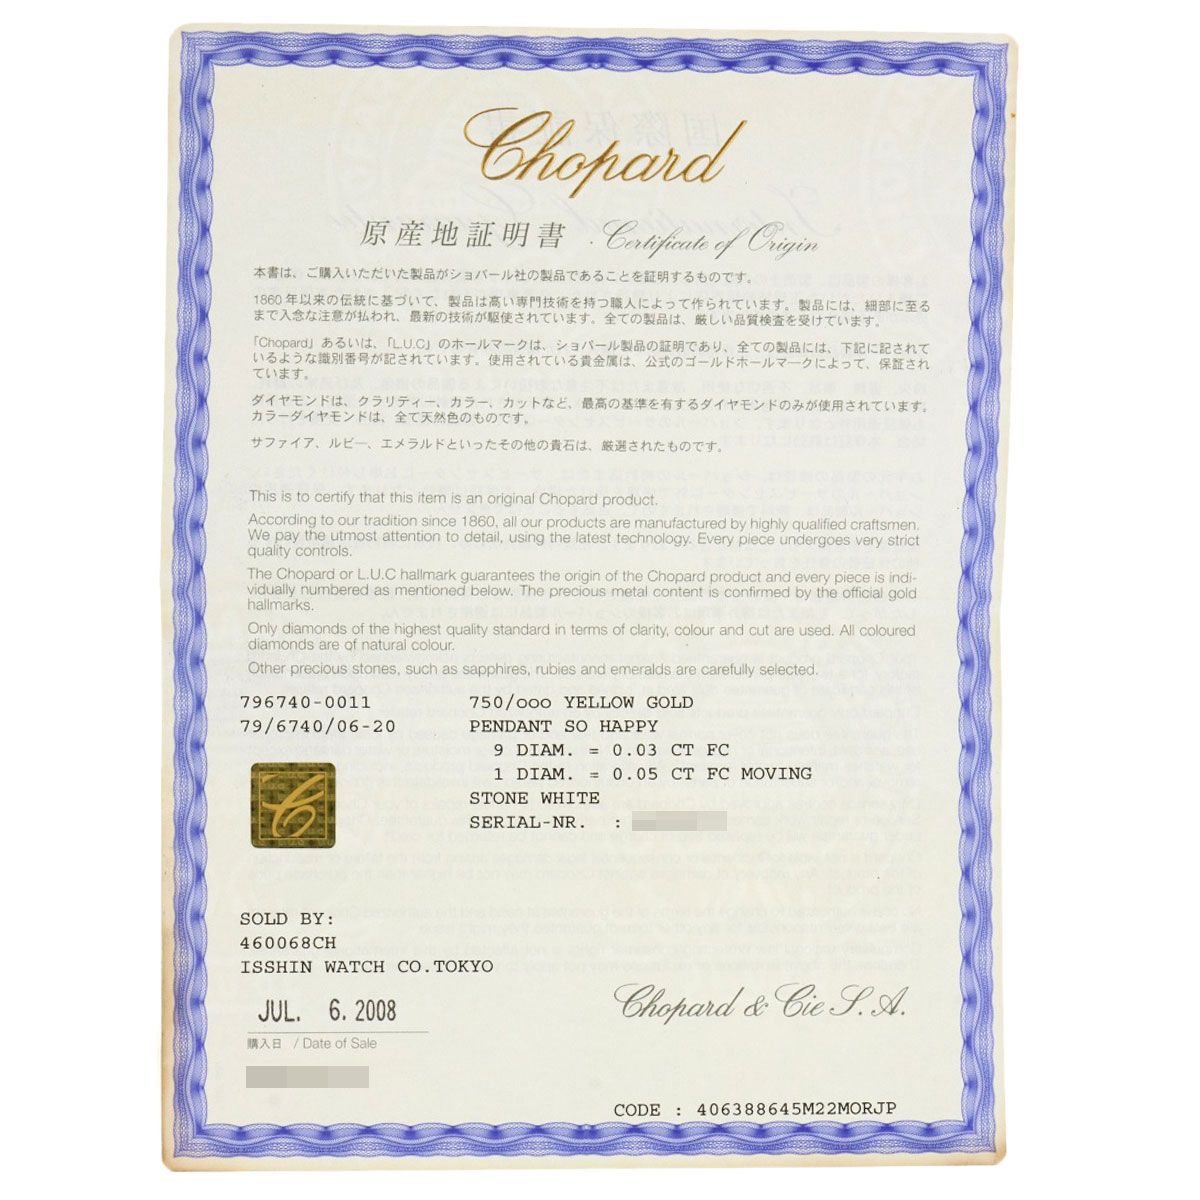 Chopard
原産地証明書 . Certificate of Origin
本書は、ご購入いただいた製品がショパール社の製品であることを証明するものです。
1860 年以来の伝統に基づいて、製品は高い専門技術を持つ職人によって作られています。製品には、細部に至る
まで入念な注意が払われ、最新の技術が駆使されています。全ての製品は、厳しい品質検査を受けています。
「Chopard」あるいは、「L.U.C」のホールマークは、ショパール製品の証明であり、全ての製品には、下記に記されて
いるような識別番号が記されています。使用されている貴金属は、公式のゴールドホールマークによって、保証され
ています。
ダイヤモンドは、クラリティー、カラー、カットなど、最高の基準を有するダイヤモンドのみが使用されています。
カラーダイヤモンドは、全て天然色のものです。
サファイア、ルビー、エメラルドといったその他の貴石は、厳選されたものです。
This is to certify that this item is an original Chopard product.
According to our tradition since 1860, all our products are manufactured by highly qualified craftsmen.
We pay the utmost attention to detail, using the latest technology. Every piece undergoes very strict
quality controls.
The Chopard or L.U.C hallmark guarantees the origin of the Chopard product and every piece is indi-
vidually numbered as mentioned below. The precious metal content is confirmed by the official gold
hallmarks.
Only diamonds of the highest quality standard in terms of clarity, colour and cut are used. All coloured
diamonds are of natural colour.
Other precious stones, such as sapphires, rubies and emeralds are carefully selected.
796740-0011 750/ooo YELLOW GOLD
79/6740/06-20 PENDANT SO HAPPY
9 DIAM. = 0.03 CT FC
1 DIAM. = 0.05 CT FC MOVING
STONE WHITE
SERIAL-NR. :
SOLD BY:
460068CH
ISSHIN WATCH CO.TOKYO
JUL. 6.2008
Chopard & Cie S.A.
購入日 / Date of Sale
CODE : 406388645M22MORJP